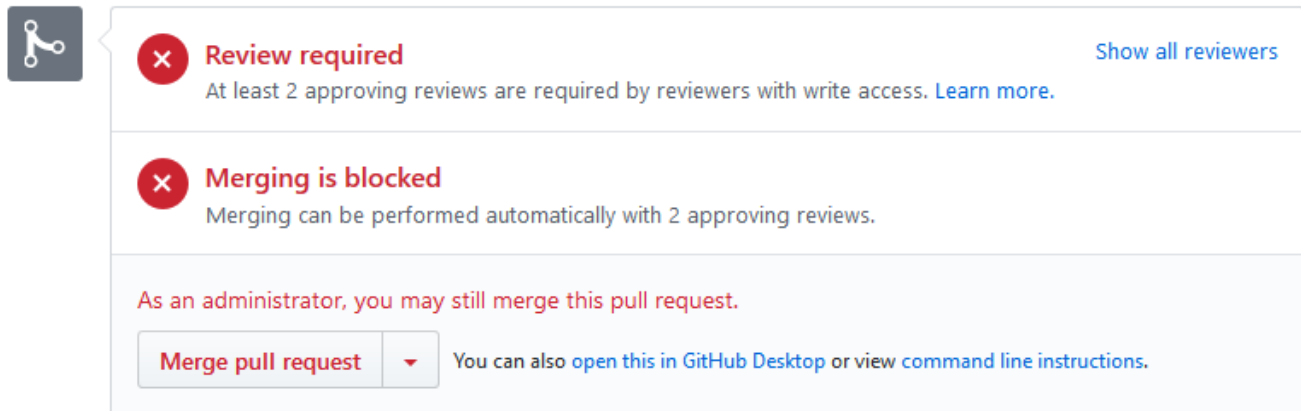 Review required
Show all reviewers
At least 2 approving reviews are required by reviewers with write access. Learn more.
Merging is blocked
Merging can be performed automatically with 2 approving reviews.
As an administrator, you may still merge this pull request.
Merge pull request
You can also open this in GitHub Desktop or view command line instructions.